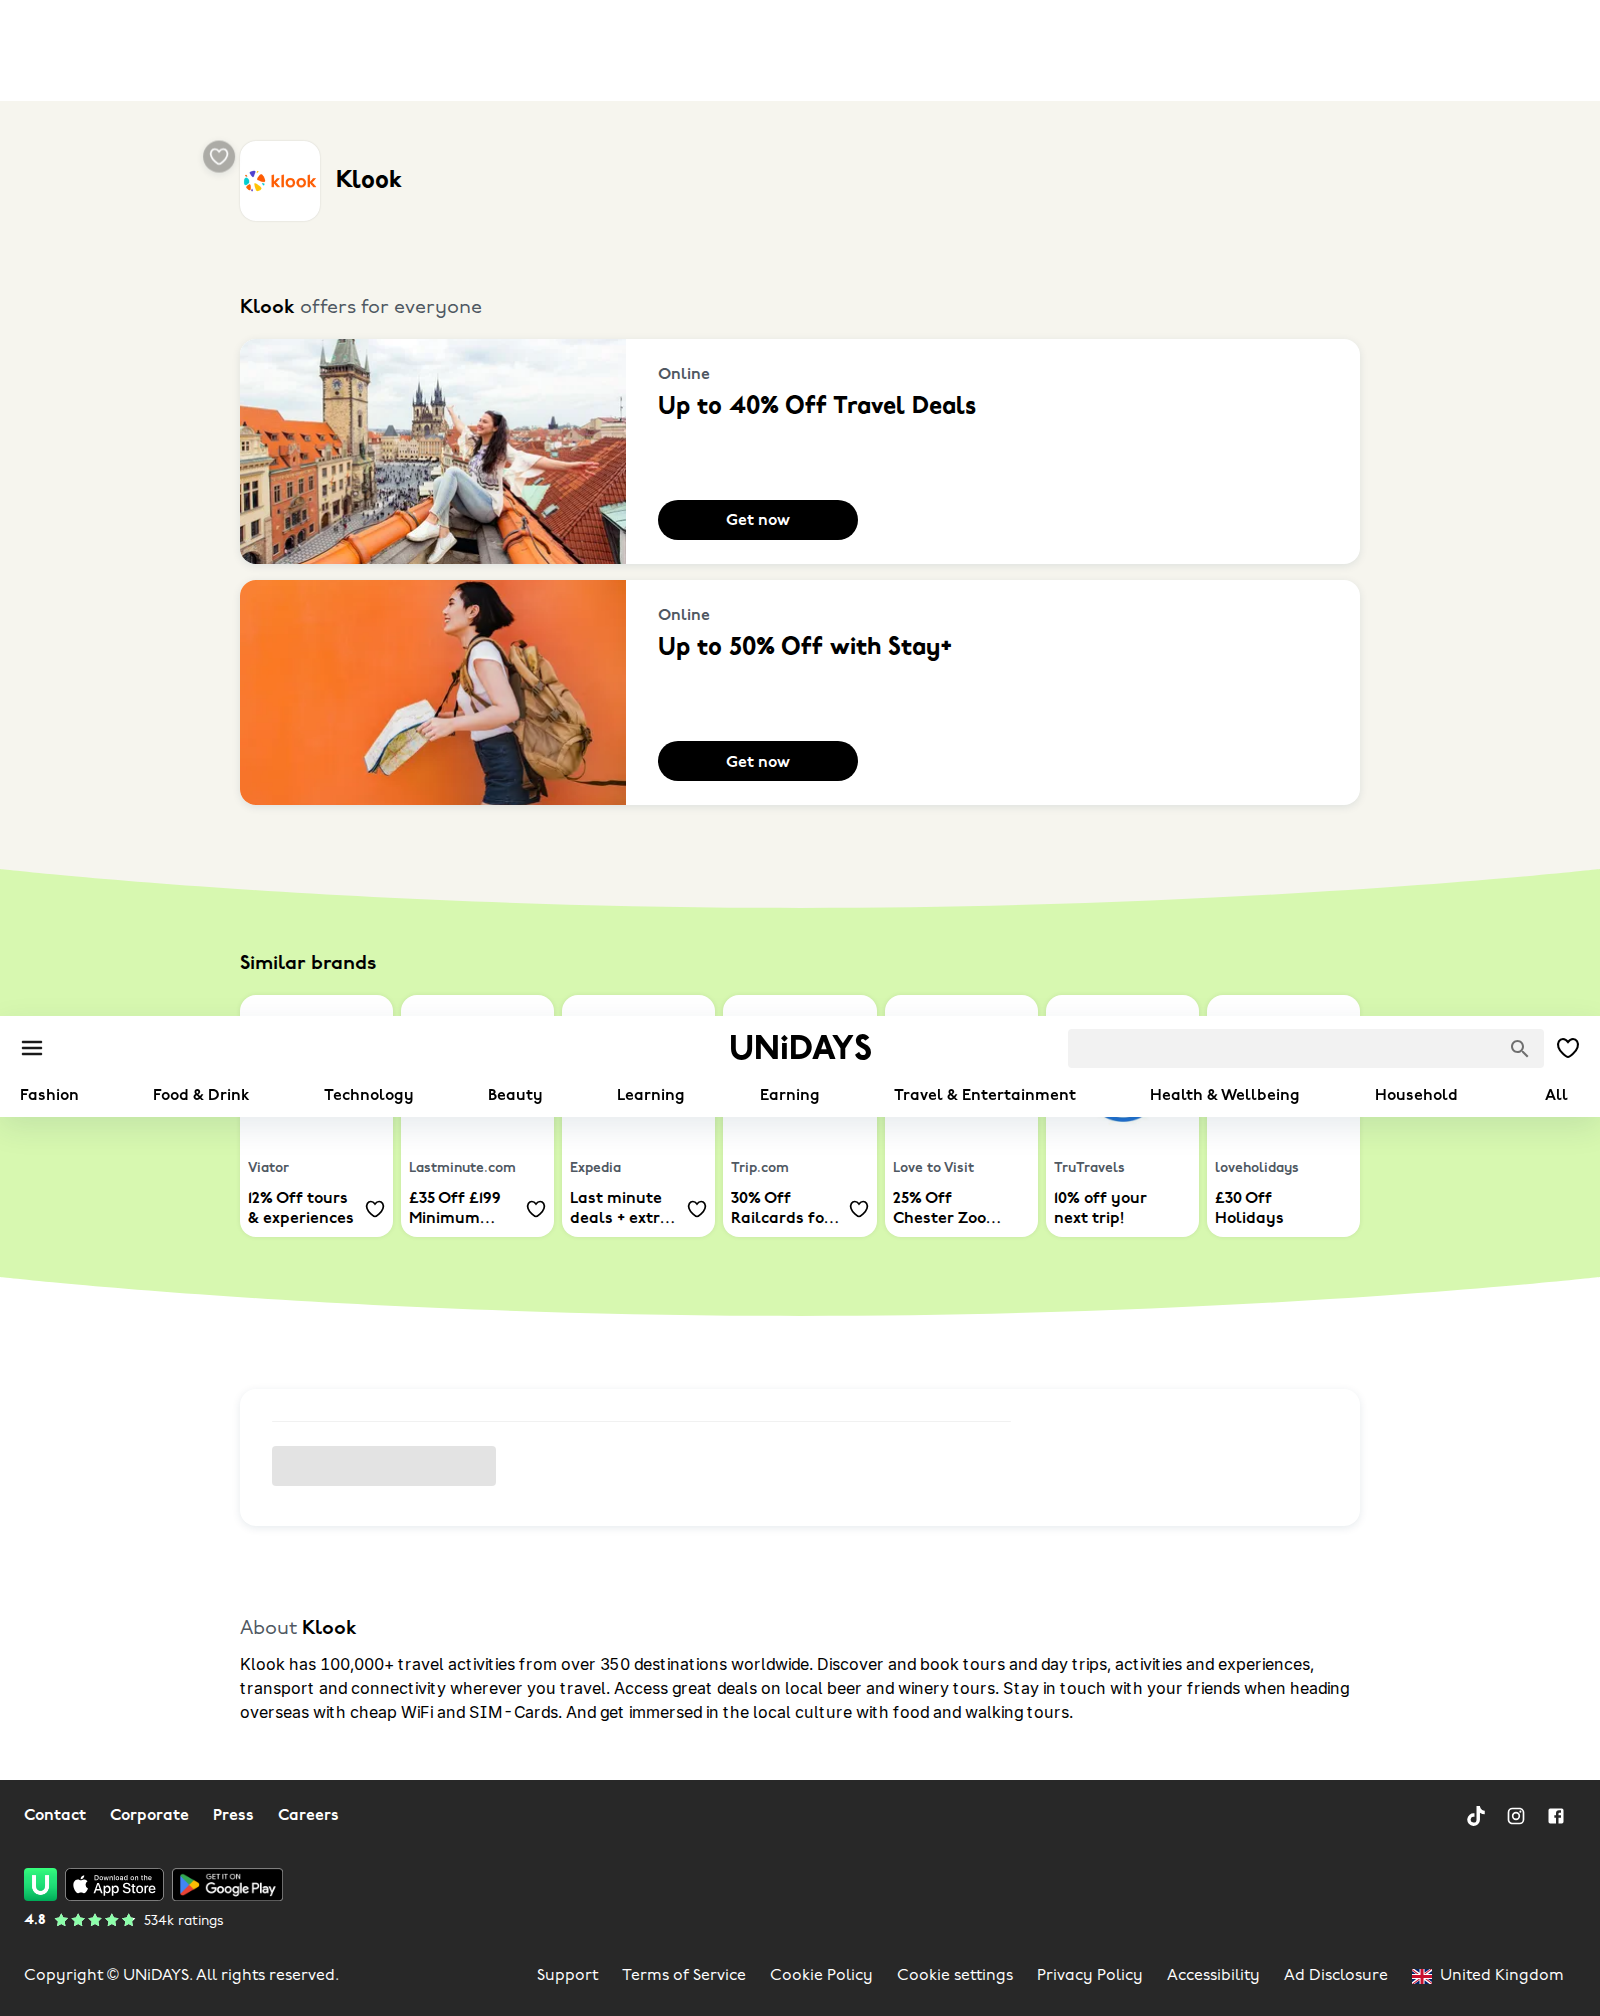 klook
Klook
Klook offers for everyone
Online
Up to 40% Off Travel Deals
Get now
Online
Up to 50% Off with Stay+
Get now
Similar brands
UNiDAYS
Fashion
Food & Drink
Technology
Beauty
Learning
Earning
Travel & Entertainment
Health & Wellbeing
Household
All
Viator
12% Off tours
& experiences
Lastminute.com
£35 Off £199
Minimum...
Expedia
Last minute
deals + extr...
Trip.com
30% Off
Railcards fo...
Love to Visit
25% Off
Chester Zoo...
TruTravels
10% off your
next trip!
loveholidays
£30 Off
Holidays
About Klook
Klook has 100,000+ travel activities from over 350 destinations worldwide. Discover and book tours and day trips, activities and experiences,
transport and connectivity wherever you travel. Access great deals on local beer and winery tours. Stay in touch with your friends when heading
overseas with cheap WiFi and SIM-Cards. And get immersed in the local culture with food and walking tours.
Contact
Corporate
Press
Careers
U
Download on the
App Store
GET IT ON
Google Play
4.8
534k ratings
Copyright © UNiDAYS. All rights reserved.
Support
Terms of Service
Cookie Policy
Cookie settings
Privacy Policy
Accessibility
Ad Disclosure
United Kingdom